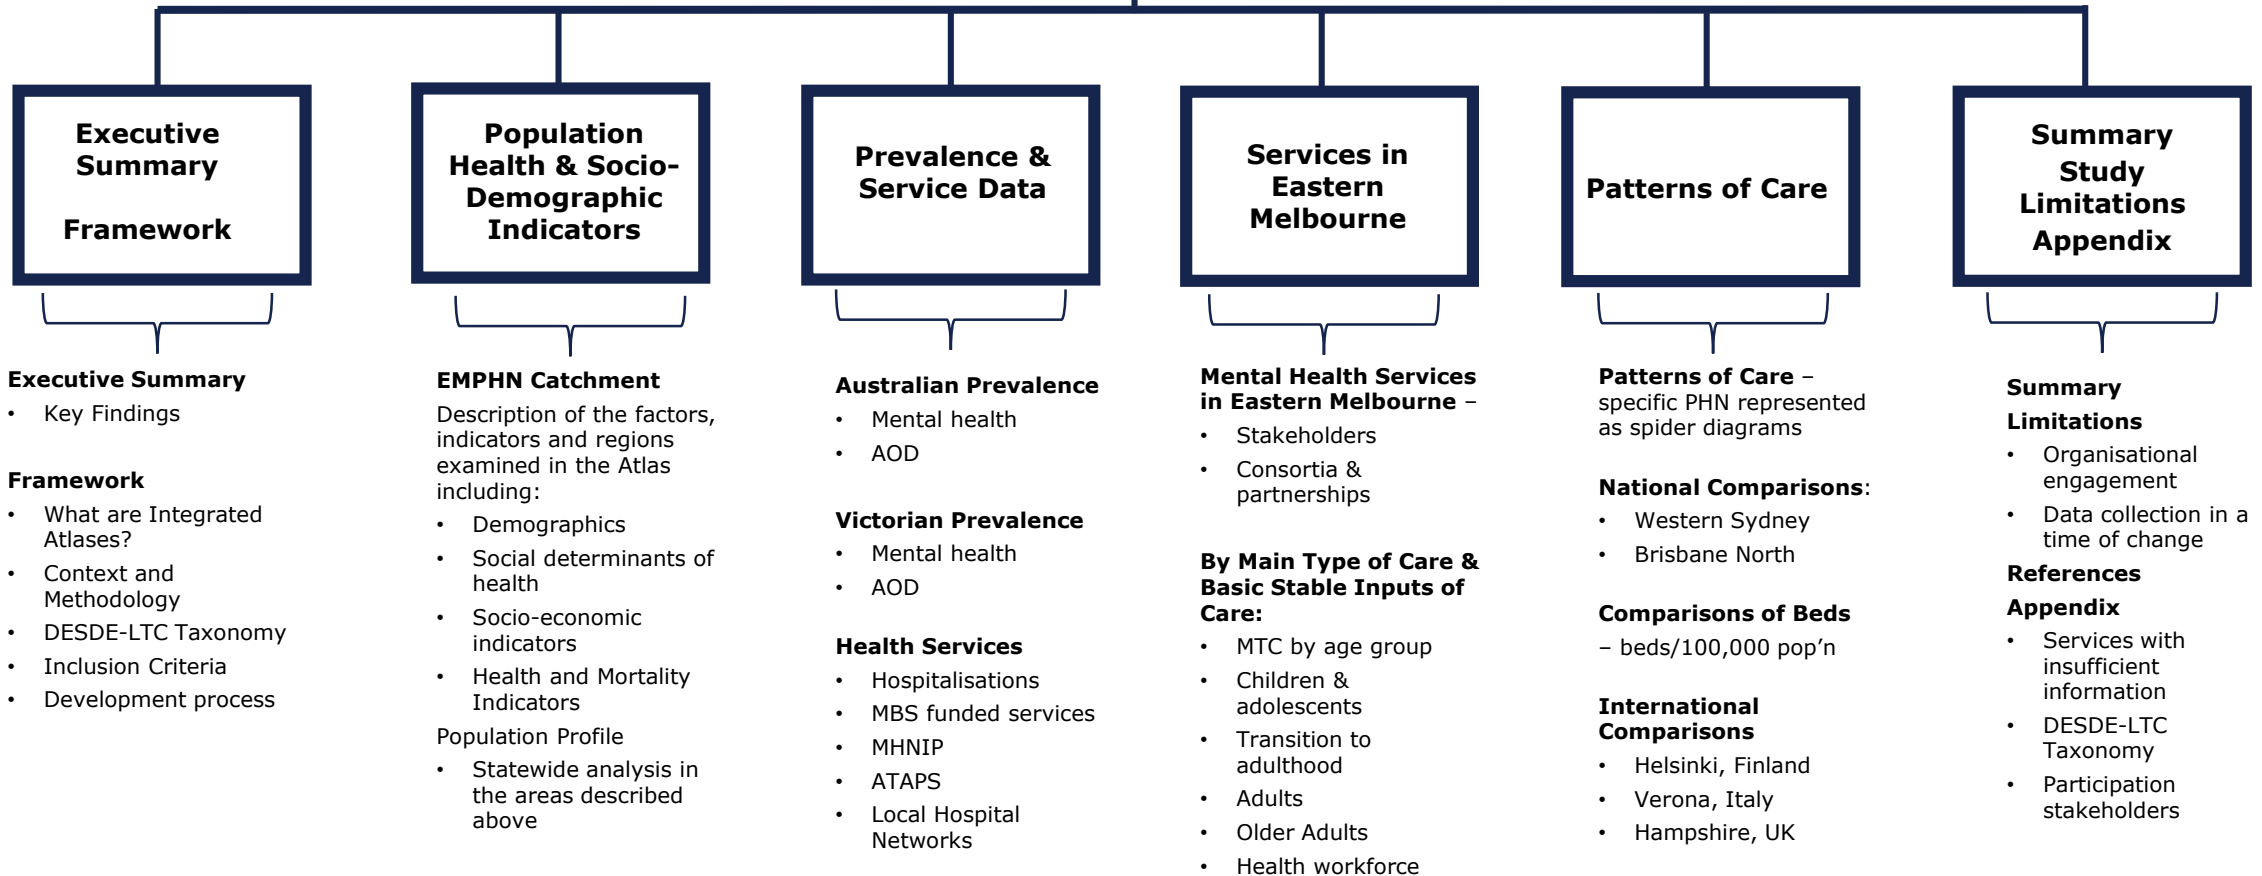 Executive
Summary
Framework
Population
Health & Socio-
Demographic
Indicators
Prevalence &
Service Data
Services in
Eastern
Melbourne
Patterns of Care
Summary
Study
Limitations
Appendix
Executive Summary
• Key Findings
Framework
• What are Integrated
Atlases?
• Context and
Methodology
• DESDE-LTC Taxonomy
• Inclusion Criteria
• Development process
EMPHN Catchment
Description of the factors,
indicators and regions
examined in the Atlas
including:
• Demographics
• Social determinants of
health
• Socio-economic
indicators
• Health and Mortality
Indicators
Population Profile
• Statewide analysis in
the areas described
above
Australian Prevalence
• Mental health
• AOD
Victorian Prevalence
• Mental health
• AOD
Health Services
• Hospitalisations
• MBS funded services
• MHNIP
• ATAPS
• Local Hospital
Networks
Mental Health Services
in Eastern Melbourne –
• Stakeholders
• Consortia &
partnerships
By Main Type of Care &
Basic Stable Inputs of
Care:
• MTC by age group
• Children &
adolescents
• Transition to
adulthood
• Adults
• Older Adults
• Health workforce
Patterns of Care –
specific PHN represented
as spider diagrams
National Comparisons:
• Western Sydney
• Brisbane North
Comparisons of Beds
– beds/100,000 pop’n
International
Comparisons
• Helsinki, Finland
• Verona, Italy
• Hampshire, UK
Summary
Limitations
• Organisational
engagement
• Data collection in a
time of change
References
Appendix
• Services with
insufficient
information
• DESDE-LTC
Taxonomy
• Participation
stakeholders